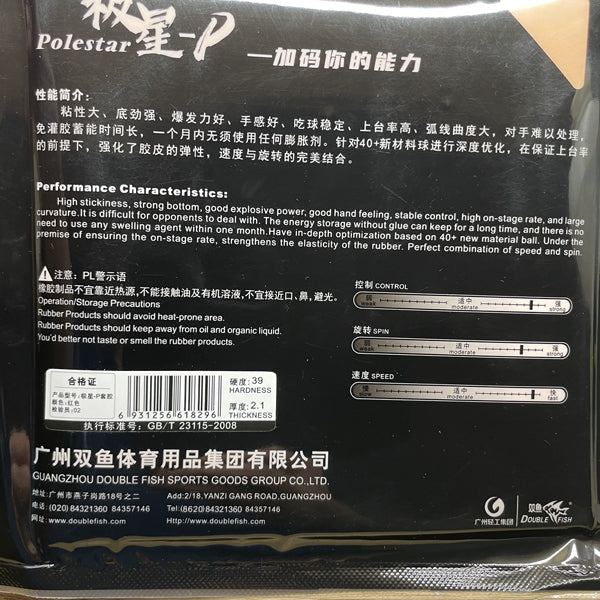 极星-P
Polestar
—加码你的能力
性能简介:
粘性大、底劲强、爆发力好、手感好、吃球稳定、上台率高、弧线曲度大，对手难以处理，
免灌胶蓄能时间长，一个月内无须使用任何膨胀剂。针对40+新材料球进行深度优化，在保证上台率
的前提下，强化了胶皮的弹性，速度与旋转的完美结合。
Performance Characteristics:
High stickiness, strong bottom, good explosive power, good hand feeling, stable control, high on-stage rate, and large
curvature.It is difficult for opponents to deal with. The energy storage without glue can keep for a long time, and there is no
need to use any swelling agent within one month.Have in-depth optimization based on 40+ new material ball. Under the
premise of ensuring the on-stage rate, strengthens the elasticity of the rubber. Perfect combination of speed and spin.
注意: PL警示语
橡胶制品不宜靠近热源,不能接触油及有机溶液,不宜接近口、鼻,避光。
Operation/Storage Precautions
Rubber Products should avoid heat-prone area.
Rubber Products should keep away from oil and organic liquid.
You'd better not taste or smell the rubber products.
控制 CONTROL
弱 适中 强
weak moderate strong
旋转 SPIN
弱 适中 强
weak moderate strong
速度 SPEED
慢 适中 快
slow moderate fast
合格证
产品型号:极星-P套胶
颜色:红色
检验员:02
6 931256 618296
硬度: 39
HARDNESS
厚度: 2.1
THICKNESS
执行标准号: GB/T 23115-2008
广州双鱼体育用品集团有限公司
GUANGZHOU DOUBLE FISH SPORTS GOODS GROUP CO.,LTD.
地址:广州市燕子岗路18号之二 Add:2/18,YANZI GANG ROAD,GUANGZHOU
电话:(020) 84321360 84357146 Tel:(8620)84321360 84357146
网址:www.doublefish.com Http://www.doublefish.com
广州轻工集团
双鱼
DOUBLE FISH